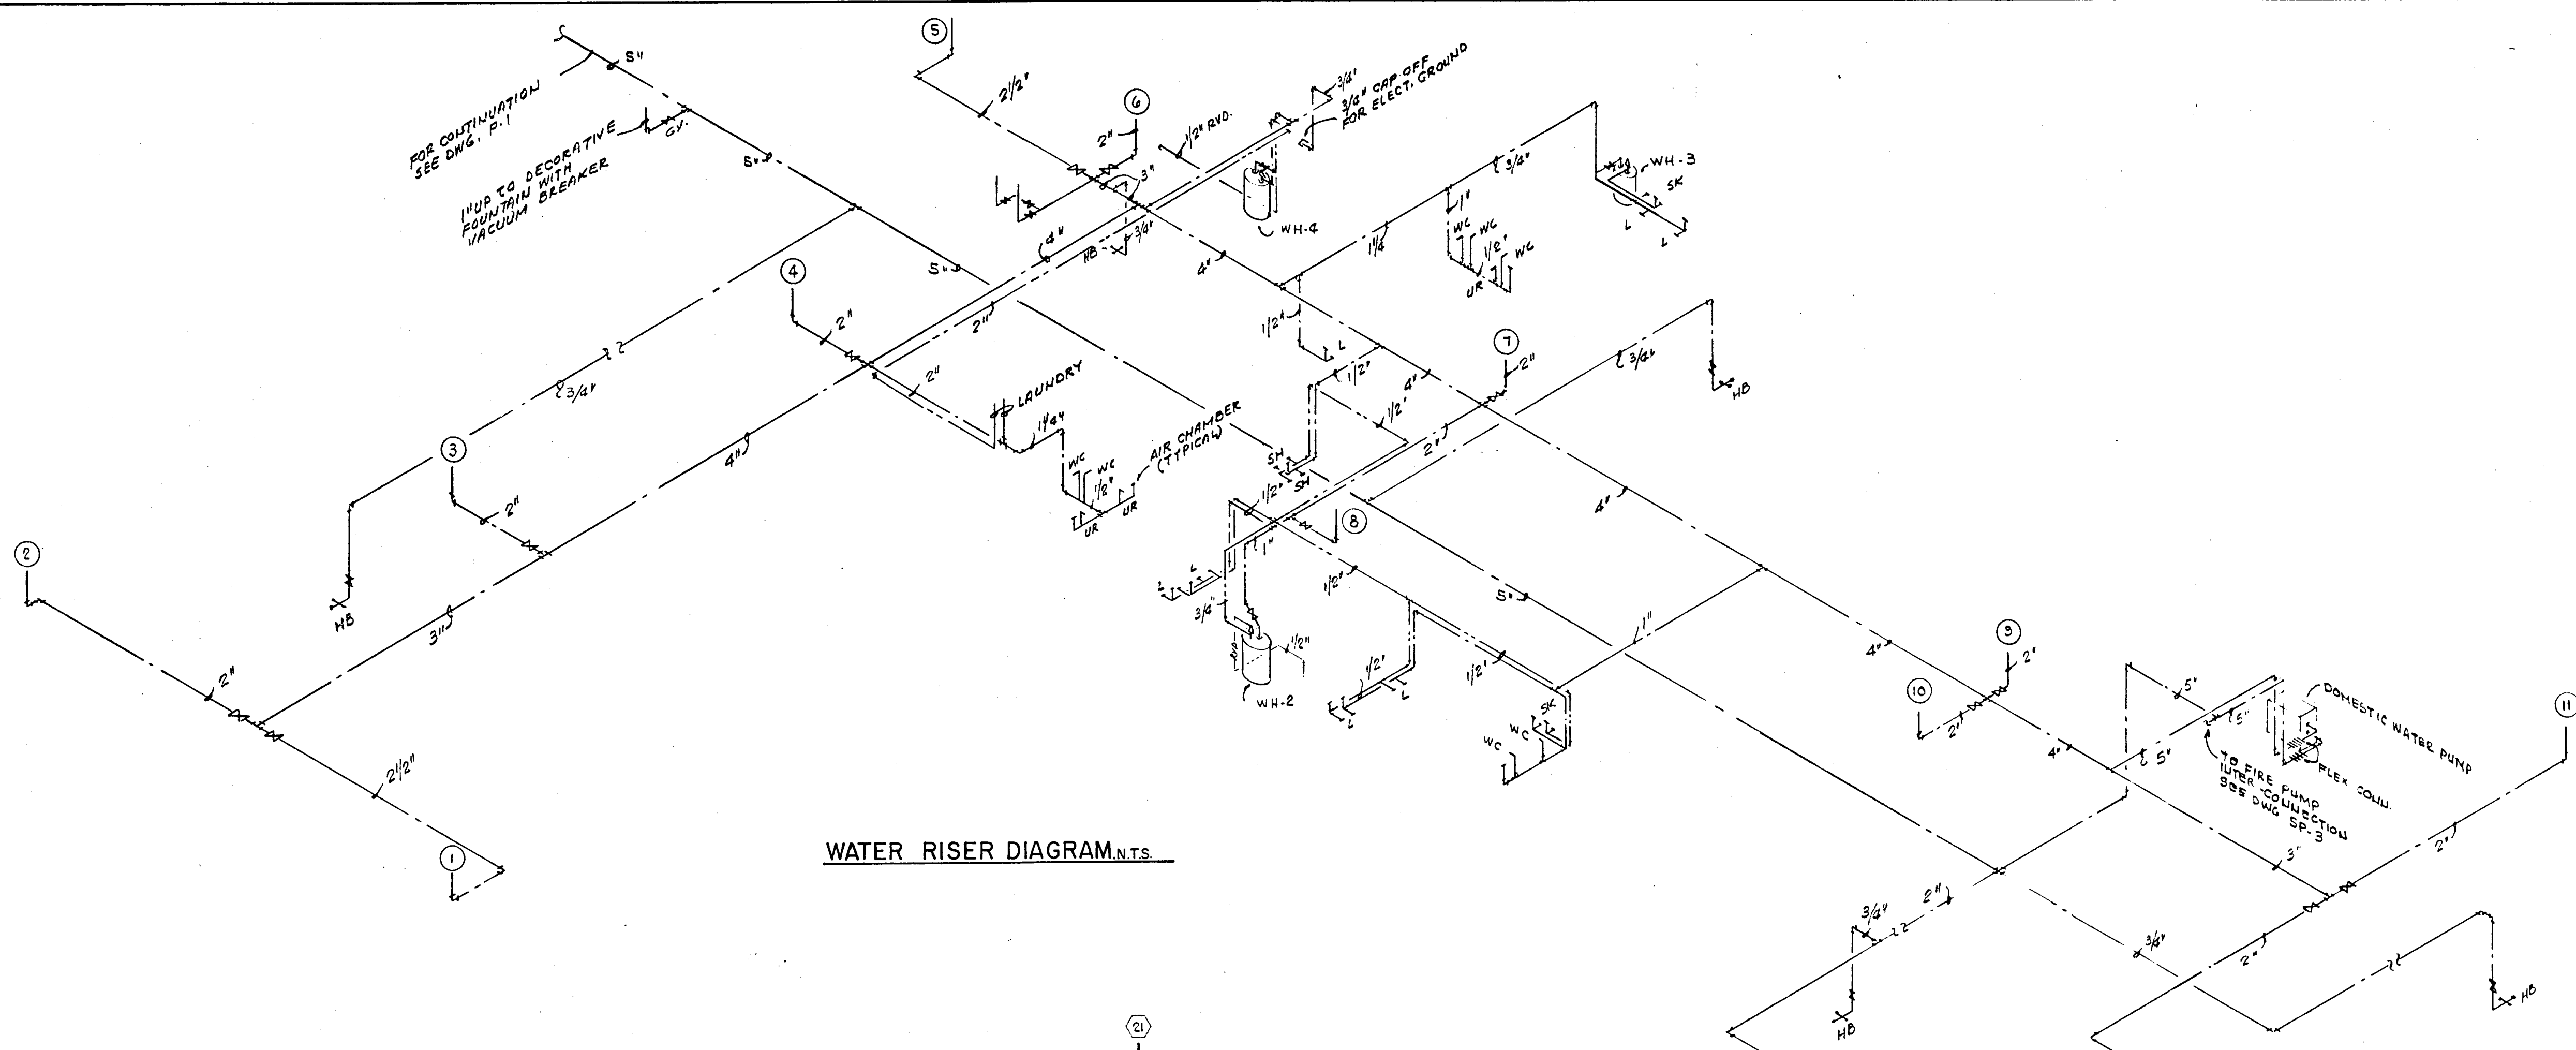 5
5"
FOR CONTINUATION
SEE DWG. P-1
2 1/2"
6
3/4"
3/4" CAP-OFF
FOR ELECT. GROUND
2"
1/2" RVD.
1" UP TO DECORATIVE
FOUNTAIN WITH
VACUUM BREAKER
G.V.
5"
3"
3/4"
WH-3
SK
1"
WH-4
L
L
WC
WC
1/2"
WC
UR
1 1/4
4"
3/4"
HB
5"
4"
4
2"
2"
1/2"
L
7
2"
3/4"
HB
1/2"
4"
1/2"
3/4"
2"
LAUNDRY
1 1/4"
AIR CHAMBER
(TYPICAL)
2"
3
4"
WC
WC
1/2"
UR
UR
SH
SH
1/2"
4"
2"
8
1"
2
L
L
1/2"
5"
3/4"
HB
3"
RVD
1/2"
WH-2
1/2"
L
L
1/2"
1"
9
2"
4"
10
2"
5"
5"
DOMESTIC WATER PUMP
11
SK
WC
WC
2"
FLEX CONN.
4"
5"
TO FIRE PUMP
INTER-CONNECTION
SEE DWG SP-3
2 1/2"
2"
3"
1
WATER RISER DIAGRAM. N.T.S.
2"
3/4"
3/4"
2"
HB
HB
21